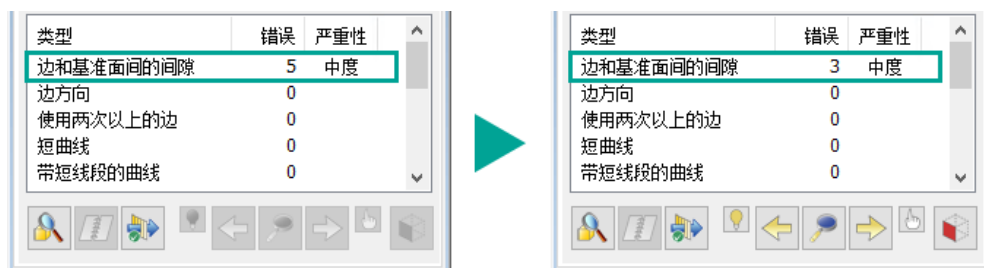 类型 错误 严重性
边和基准面间的间隙 5 中度
边方向 0
使用两次以上的边 0
短曲线 0
带短线段的曲线 0
类型 错误 严重性
边和基准面间的间隙 3 中度
边方向 0
使用两次以上的边 0
短曲线 0
带短线段的曲线 0